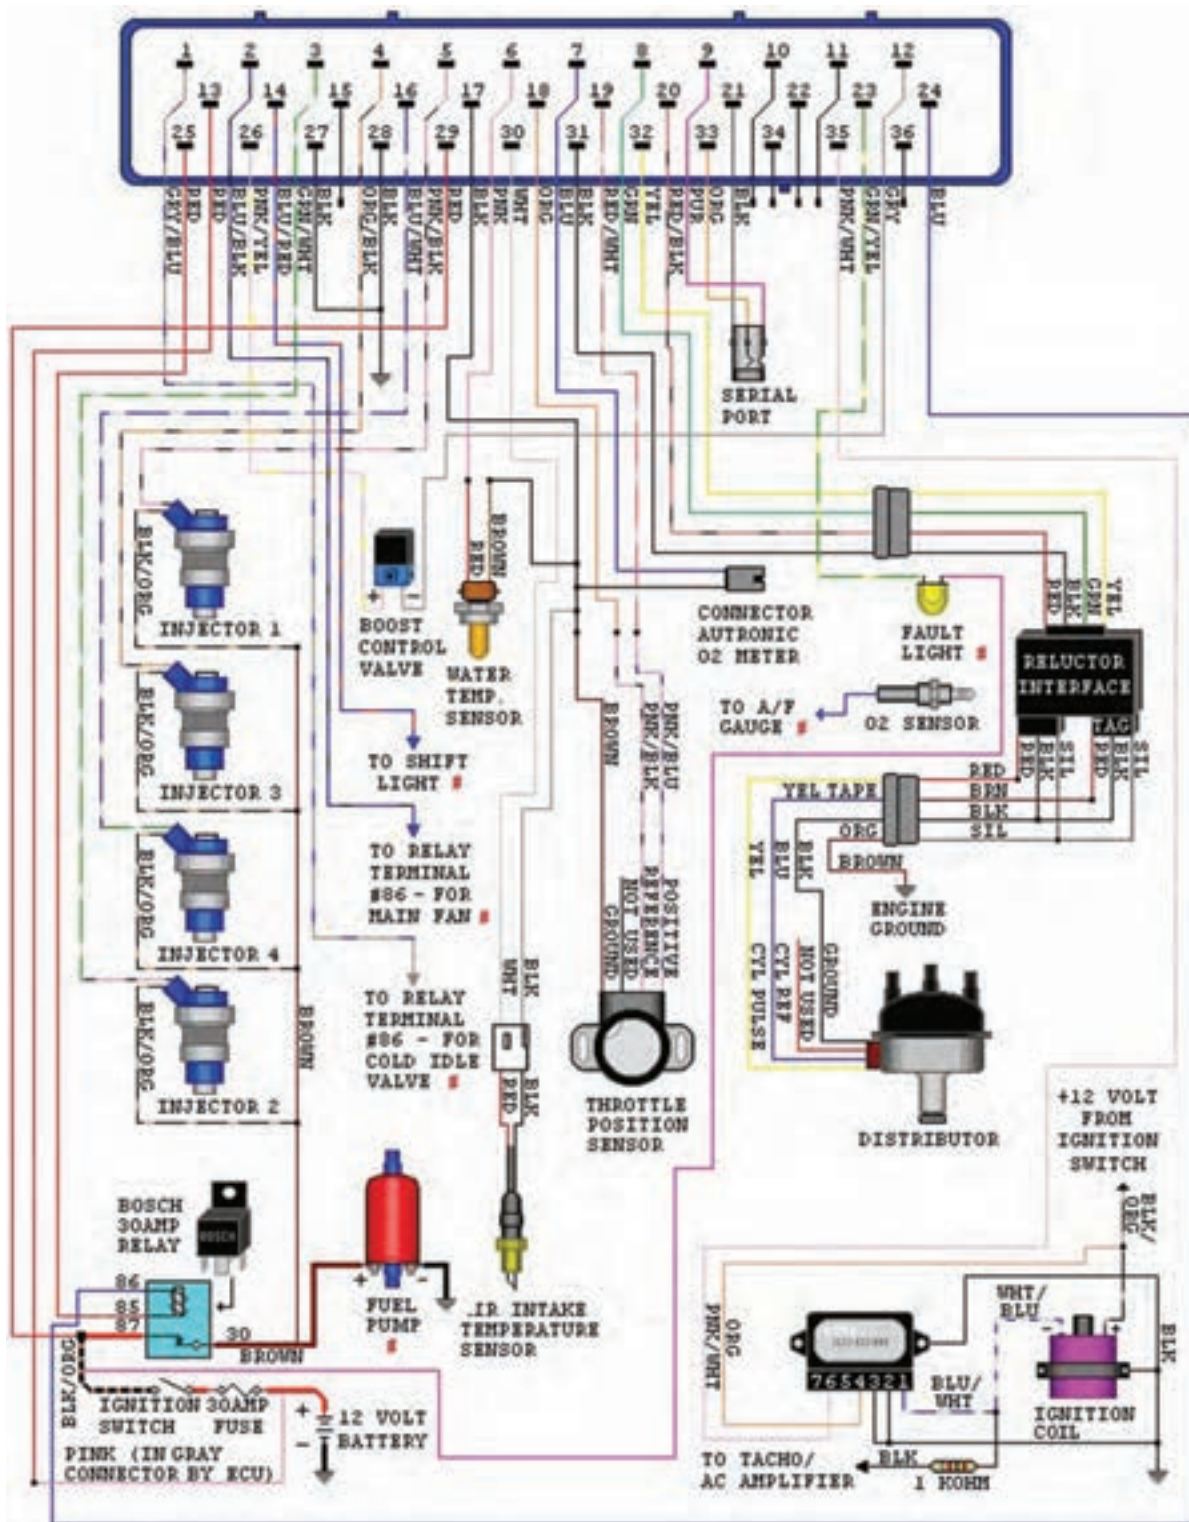 1 2 3 4 5 6 7 8 9 10 11 12
13 14 15 16 17 18 19 20 21 22 23 24
25 26 27 28 29 30 31 32 33 34 35 36
GRY/BLU
RED
RED
BLU/BLK
PNK/YEL
BLU/RED
GRN/WHT
BLK
ORG/BLK
BLK
BLU/WHT
PNK/BLK
RED
BLK
PNK
WHT
ORG
BLU
BLK
RED/WHT
GRN
YEL
RED/BLK
PUR
ORG
BLK
PNK/WHT
GRN/YEL
GRY
BLU
SERIAL
PORT
BLK/ORG
INJECTOR 1
BLK/ORG
INJECTOR 3
BLK/ORG
INJECTOR 4
BLK/ORG
INJECTOR 2
BROWN
+ -
BOOST
CONTROL
VALVE
RED
BROWN
WATER
TEMP.
SENSOR
CONNECTOR
AUTRONIC
O2 METER
FAULT
LIGHT #
RED
BLK
GRN
YEL
RELUCTOR
INTERFACE
TAG
RED
BLK
SIL
RED
BLK
SIL
TO A/F
GAUGE #
O2 SENSOR
TO SHIFT
LIGHT #
TO RELAY
TERMINAL
#86 - FOR
MAIN FAN #
TO RELAY
TERMINAL
#86 - FOR
COLD IDLE
VALVE #
BROWN
PNK/BLK
PNK/BLU
GROUND
NOT USED
REFERENCE
POSITIVE
THROTTLE
POSITION
SENSOR
WHT
BLK
RED
BLK
.IR INTAKE
TEMPERATURE
SENSOR
RED
YEL TAPE
BRN
BLK
ORG
SIL
BROWN
ENGINE
GROUND
YEL
BLU
BLK
CYL PULSE
CYL REF
NOT USED
GROUND
DISTRIBUTOR
+12 VOLT
FROM
IGNITION
SWITCH
BLK/
ORG
BOSCH
30AMP
RELAY
BOSCH
86
85
87
30
BROWN
+ -
FUEL
PUMP
#
BLK/ORG
IGNITION
SWITCH
30AMP
FUSE
+
-
12 VOLT
BATTERY
PINK (IN GRAY
CONNECTOR BY ECU)
PNK/WHT
ORG
7654321
WHT/
BLU
- +
BLU/
WHT
BLK
IGNITION
COIL
TO TACHO/
AC AMPLIFIER
BLK
1 KOHM